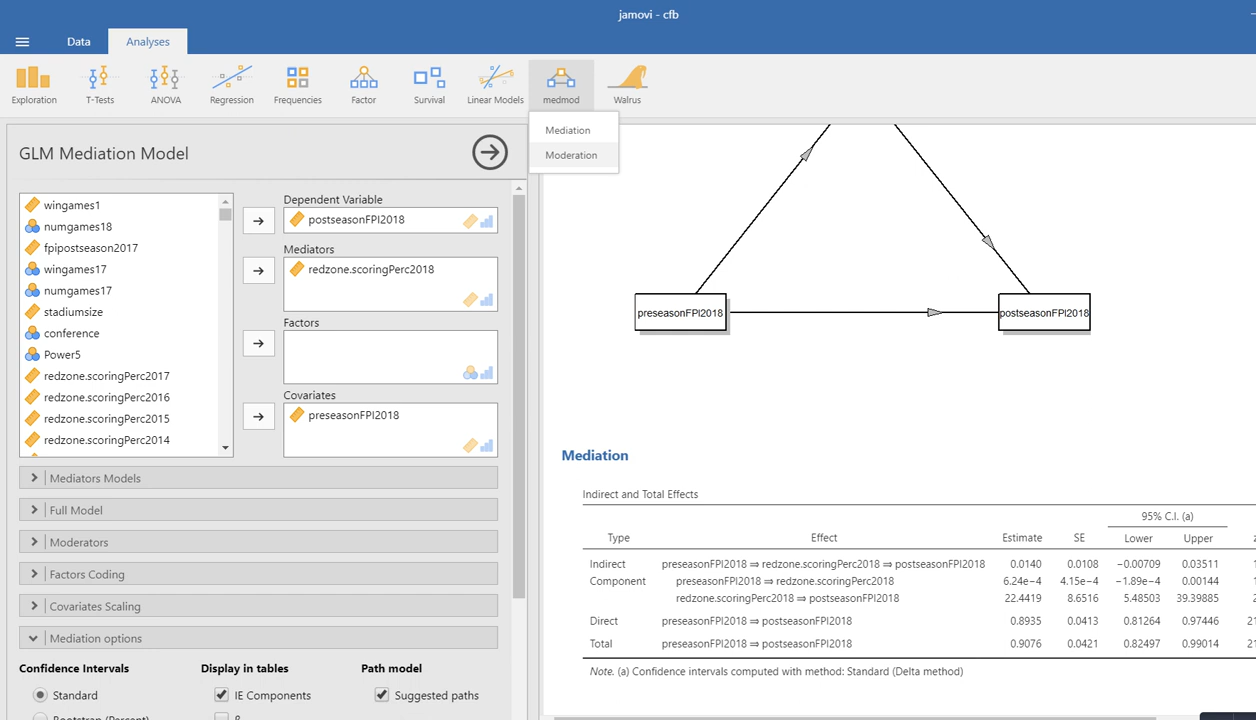 jamovi - cfb
Data Analyses
Exploration T-Tests ANOVA Regression Frequencies Factor Survival Linear Models medmod Walrus
Mediation
Moderation
GLM Mediation Model
wingames1
numgames18
fpipostseason2017
wingames17
numgames17
stadiumsize
conference
Power5
redzone.scoringPerc2017
redzone.scoringPerc2016
redzone.scoringPerc2015
redzone.scoringPerc2014
Dependent Variable
postseasonFPI2018
Mediators
redzone.scoringPerc2018
Factors
Covariates
preseasonFPI2018
Mediators Models
Full Model
Moderators
Factors Coding
Covariates Scaling
Mediation options
Confidence Intervals Display in tables Path model
Standard IE Components Suggested paths
Bootstrap (Percent) β
preseasonFPI2018 postseasonFPI2018
Mediation
Indirect and Total Effects
95% C.I. (a)
Type Effect Estimate SE Lower Upper z
Indirect preseasonFPI2018 ⇒ redzone.scoringPerc2018 ⇒ postseasonFPI2018 0.0140 0.0108 −0.00709 0.03511
Component preseasonFPI2018 ⇒ redzone.scoringPerc2018 6.24e−4 4.15e−4 −1.89e−4 0.00144
redzone.scoringPerc2018 ⇒ postseasonFPI2018 22.4419 8.6516 5.48503 39.39885
Direct preseasonFPI2018 ⇒ postseasonFPI2018 0.8935 0.0413 0.81264 0.97446 21
Total preseasonFPI2018 ⇒ postseasonFPI2018 0.9076 0.0421 0.82497 0.99014 21
Note. (a) Confidence intervals computed with method: Standard (Delta method)